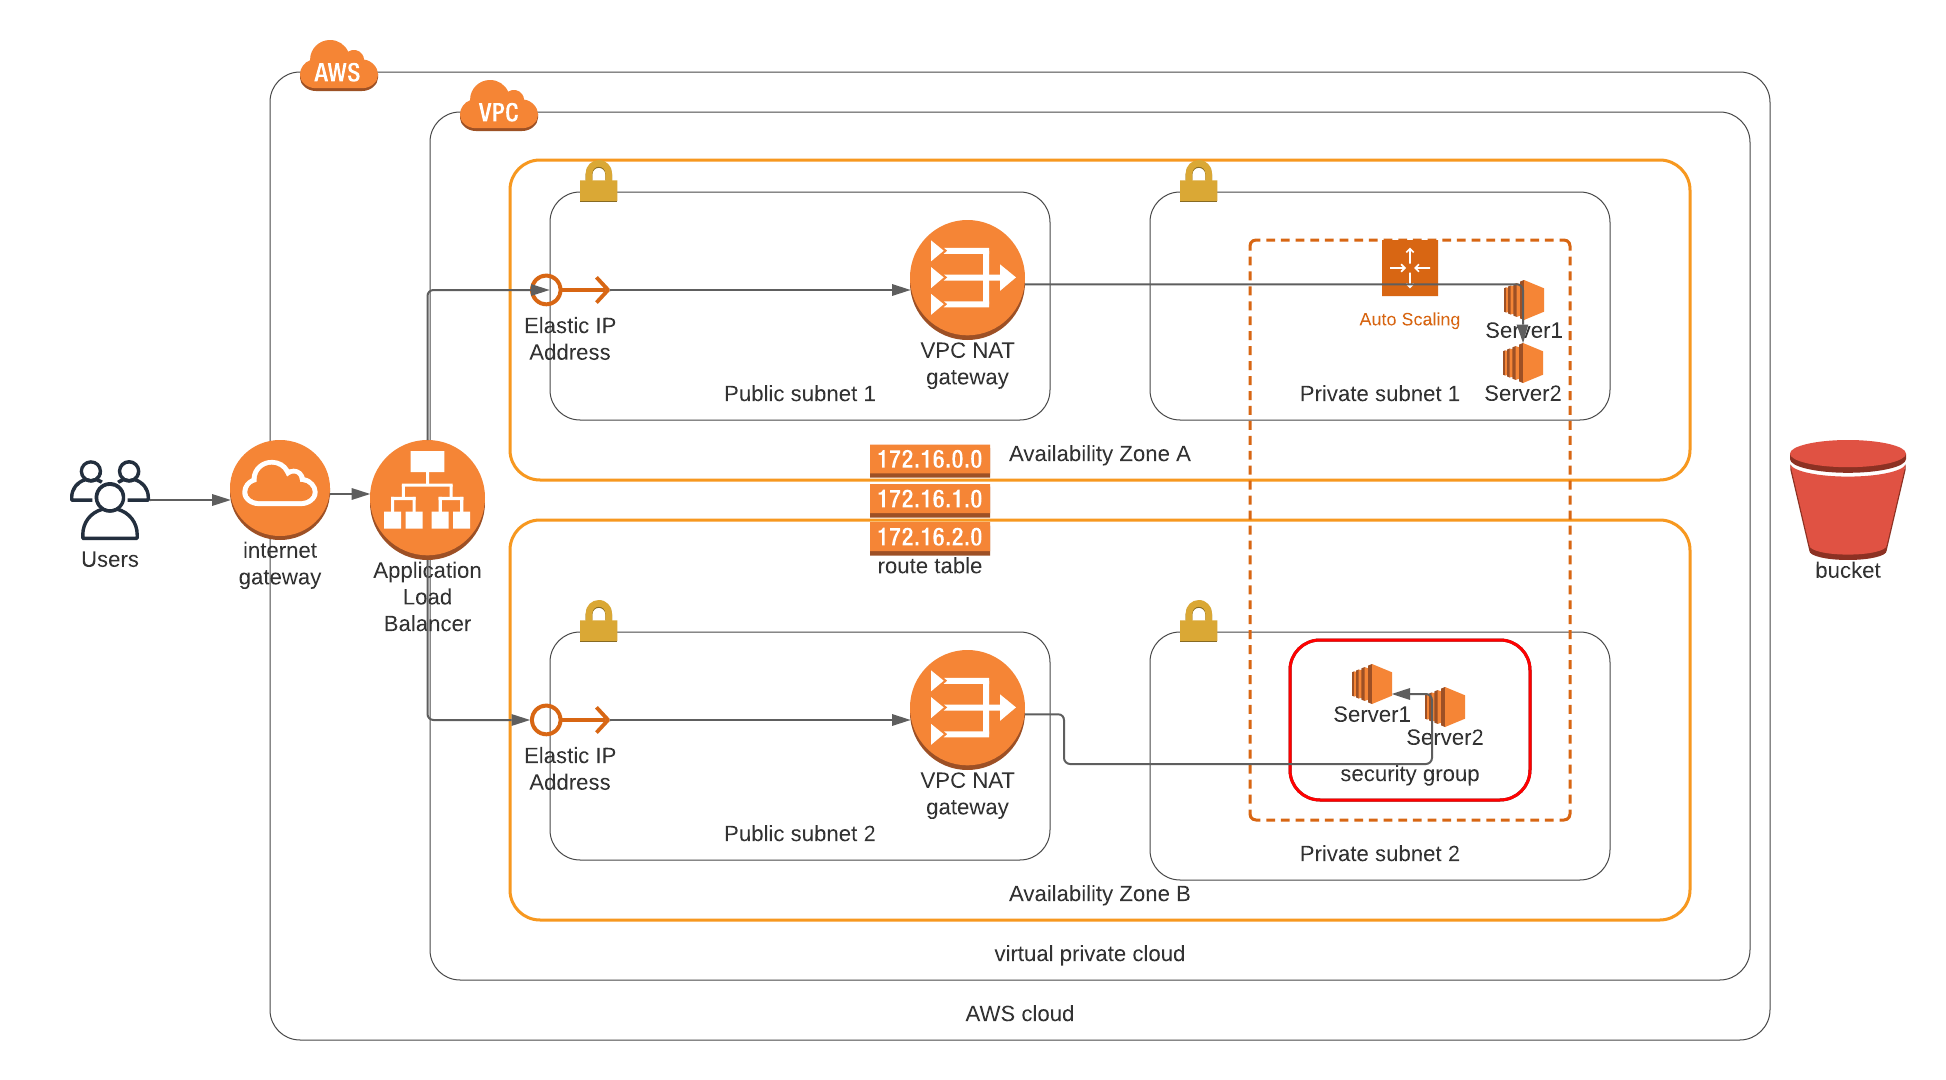 AWS
VPC
Elastic IP
Address
VPC NAT
gateway
Public subnet 1
Auto Scaling
Server1
Server2
Private subnet 1
Availability Zone A
172.16.0.0
172.16.1.0
172.16.2.0
route table
Users
internet
gateway
Application
Load
Balancer
bucket
Elastic IP
Address
VPC NAT
gateway
Public subnet 2
Server1
Server2
security group
Private subnet 2
Availability Zone B
virtual private cloud
AWS cloud